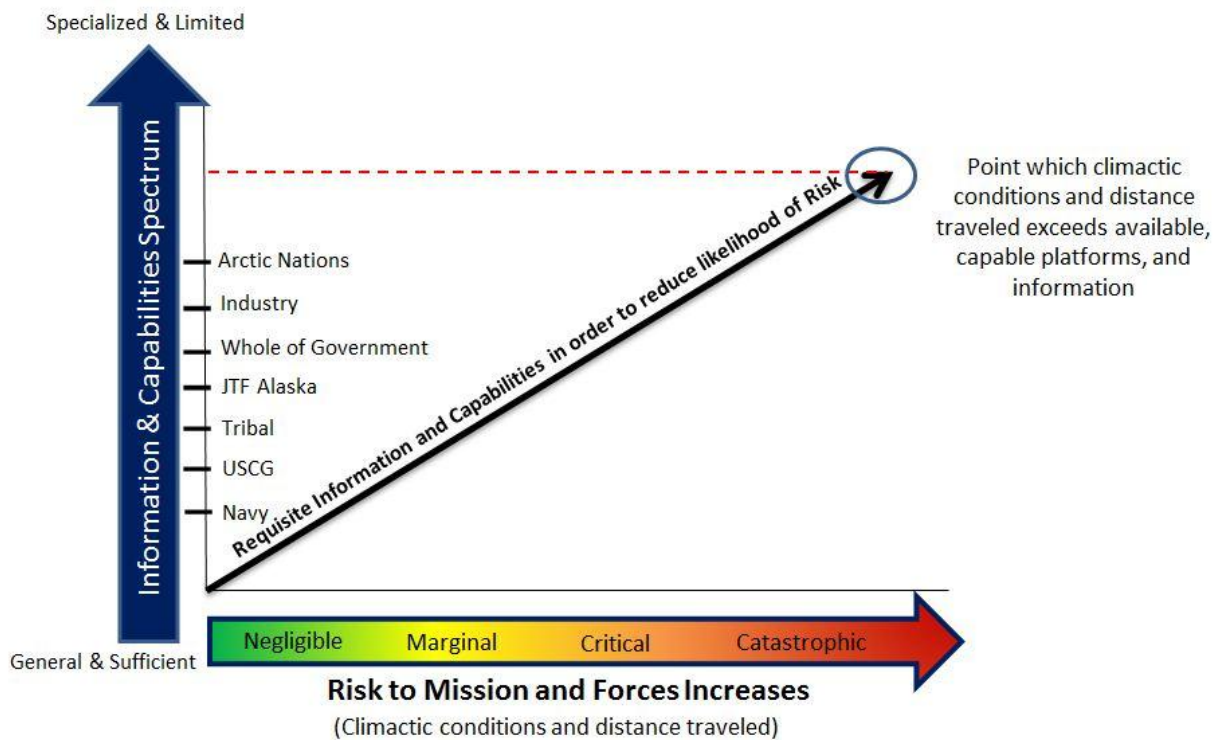 Specialized & Limited
Information & Capabilities Spectrum
Arctic Nations
Industry
Whole of Government
JTF Alaska
Tribal
USCG
Navy
General & Sufficient
Requisite Information and Capabilities in order to reduce likelihood of Risk
Point which climactic
conditions and distance
traveled exceeds available,
capable platforms, and
information
Negligible Marginal Critical Catastrophic
Risk to Mission and Forces Increases
(Climactic conditions and distance traveled)